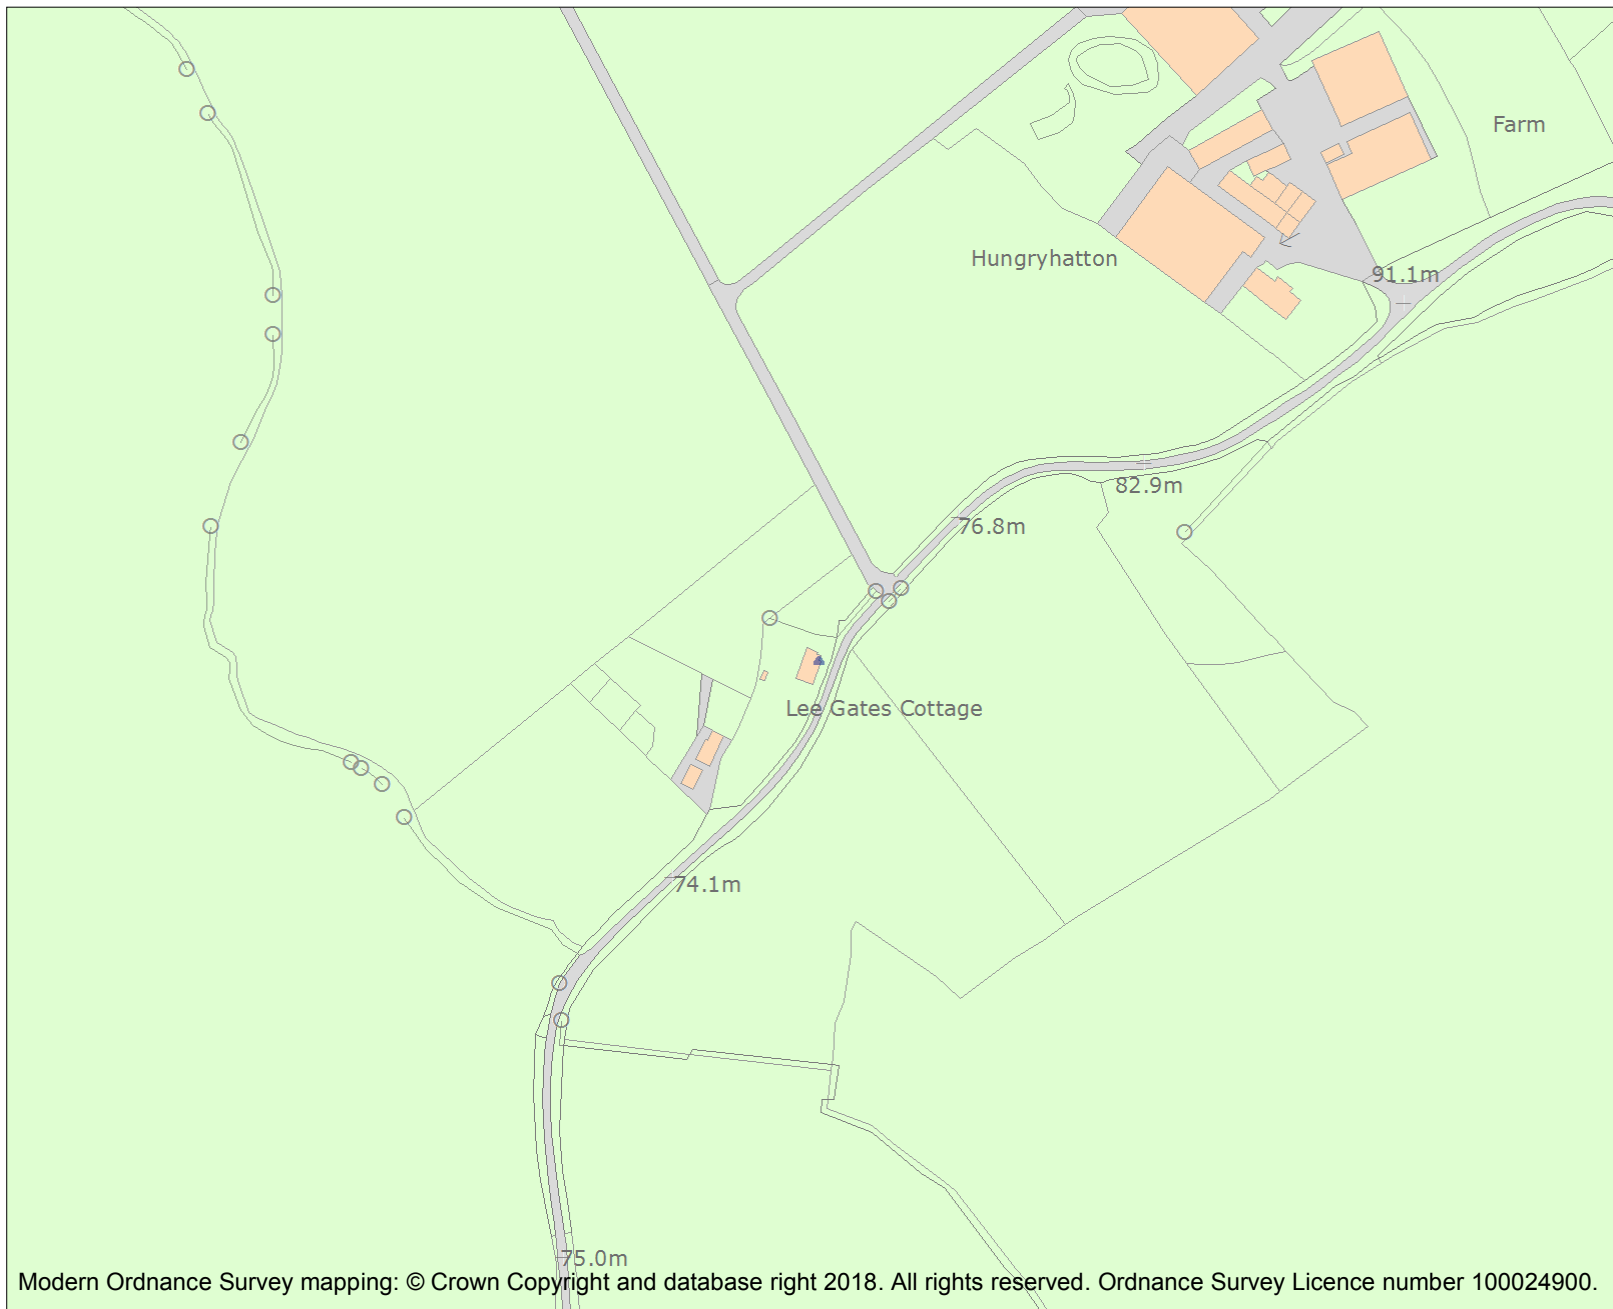 Farm
Hungryhatton
91.1m
82.9m
76.8m
Lee Gates Cottage
74.1m
75.0m
Modern Ordnance Survey mapping: © Crown Copyright and database right 2018. All rights reserved. Ordnance Survey Licence number 100024900.